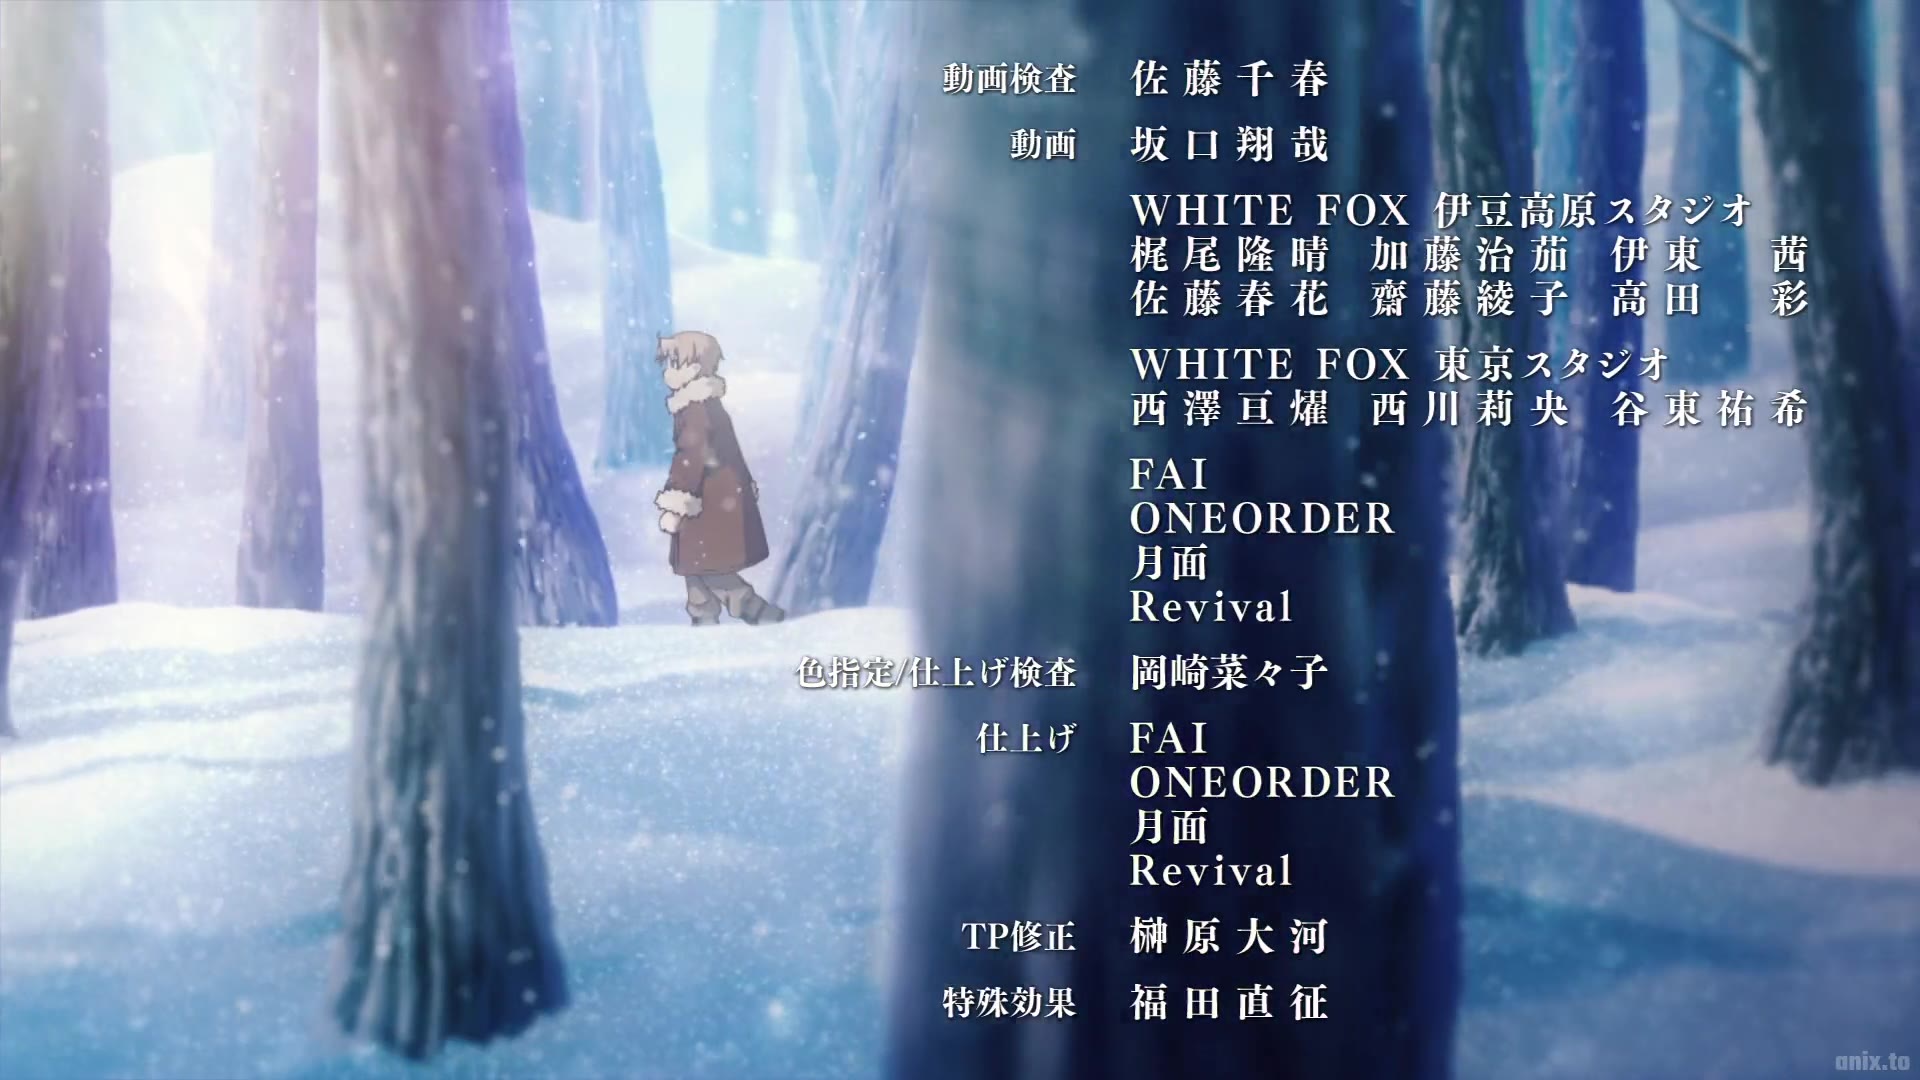 動画検査 佐藤千春
動画 坂口翔哉
WHITE FOX 伊豆高原スタジオ
梶尾隆晴 加藤治茄 伊東 茜
佐藤春花 齋藤綾子 高田 彩
WHITE FOX 東京スタジオ
西澤亘燿 西川莉央 谷東祐希
FAI
ONEORDER
月面
Revival
色指定/仕上げ検査 岡崎菜々子
仕上げ FAI
ONEORDER
月面
Revival
TP修正 榊原大河
特殊効果 福田直征
anix.to